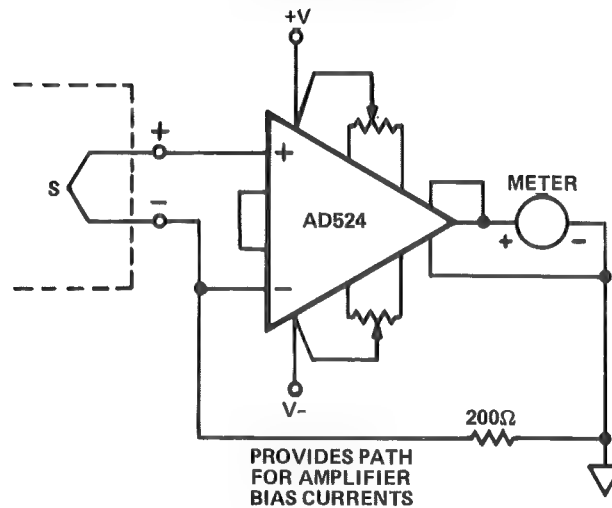 +V
+
+
S
−
AD524
METER
+
-
−
V-
200Ω
PROVIDES PATH
FOR AMPLIFIER
BIAS CURRENTS